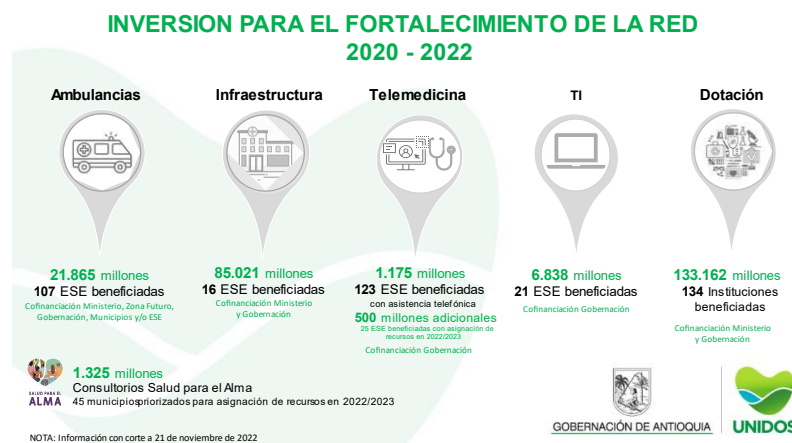 INVERSION PARA EL FORTALECIMIENTO DE LA RED
2020 - 2022
Ambulancias
21.865 millones
107 ESE beneficiadas
Cofinanciación Ministerio, Zona Futuro,
Gobernación, Municipios y/o ESE
Infraestructura
85.021 millones
16 ESE beneficiadas
Cofinanciación Ministerio
y Gobernación
Telemedicina
1.175 millones
123 ESE beneficiadas
con asistencia telefónica
500 millones adicionales
25 ESE beneficiadas con asignación de
recursos en 2022/2023
Cofinanciación Gobernación
TI
6.838 millones
21 ESE beneficiadas
Cofinanciación Gobernación
Dotación
133.162 millones
134 Instituciones
beneficiadas
Cofinanciación Ministerio
y Gobernación
SALUD PARA EL
ALMA
1.325 millones
Consultorios Salud para el Alma
45 municipios priorizados para asignación de recursos en 2022/2023
GOBERNACIÓN DE ANTIOQUIA
UNIDOS
NOTA: Información con corte a 21 de noviembre de 2022